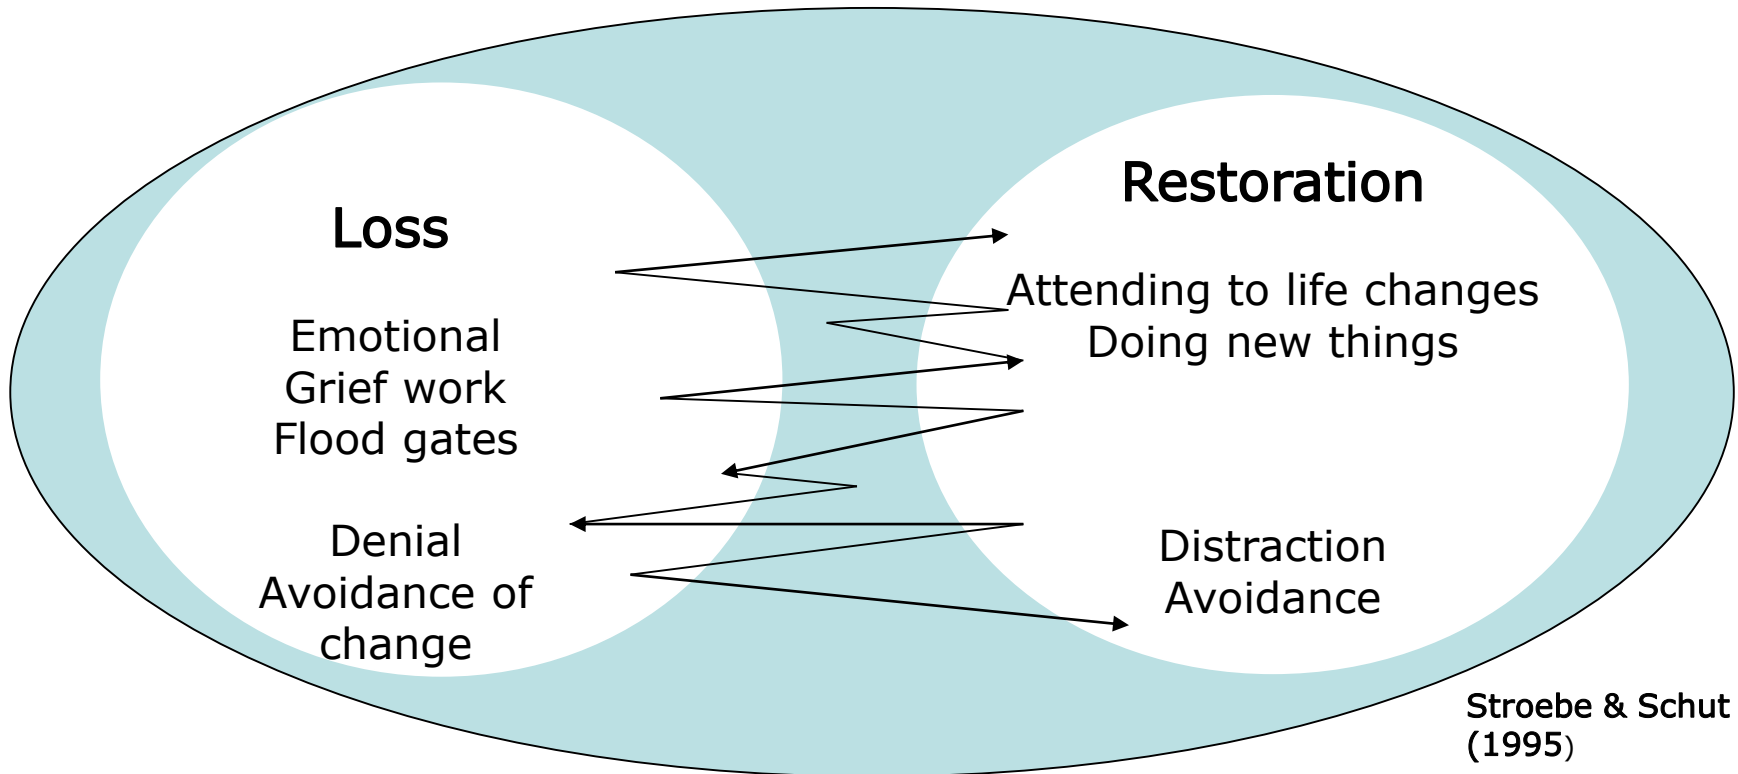 Loss
Emotional
Grief work
Flood gates
Denial
Avoidance of
change
Restoration
Attending to life changes
Doing new things
Distraction
Avoidance
Stroebe & Schut
(1995)